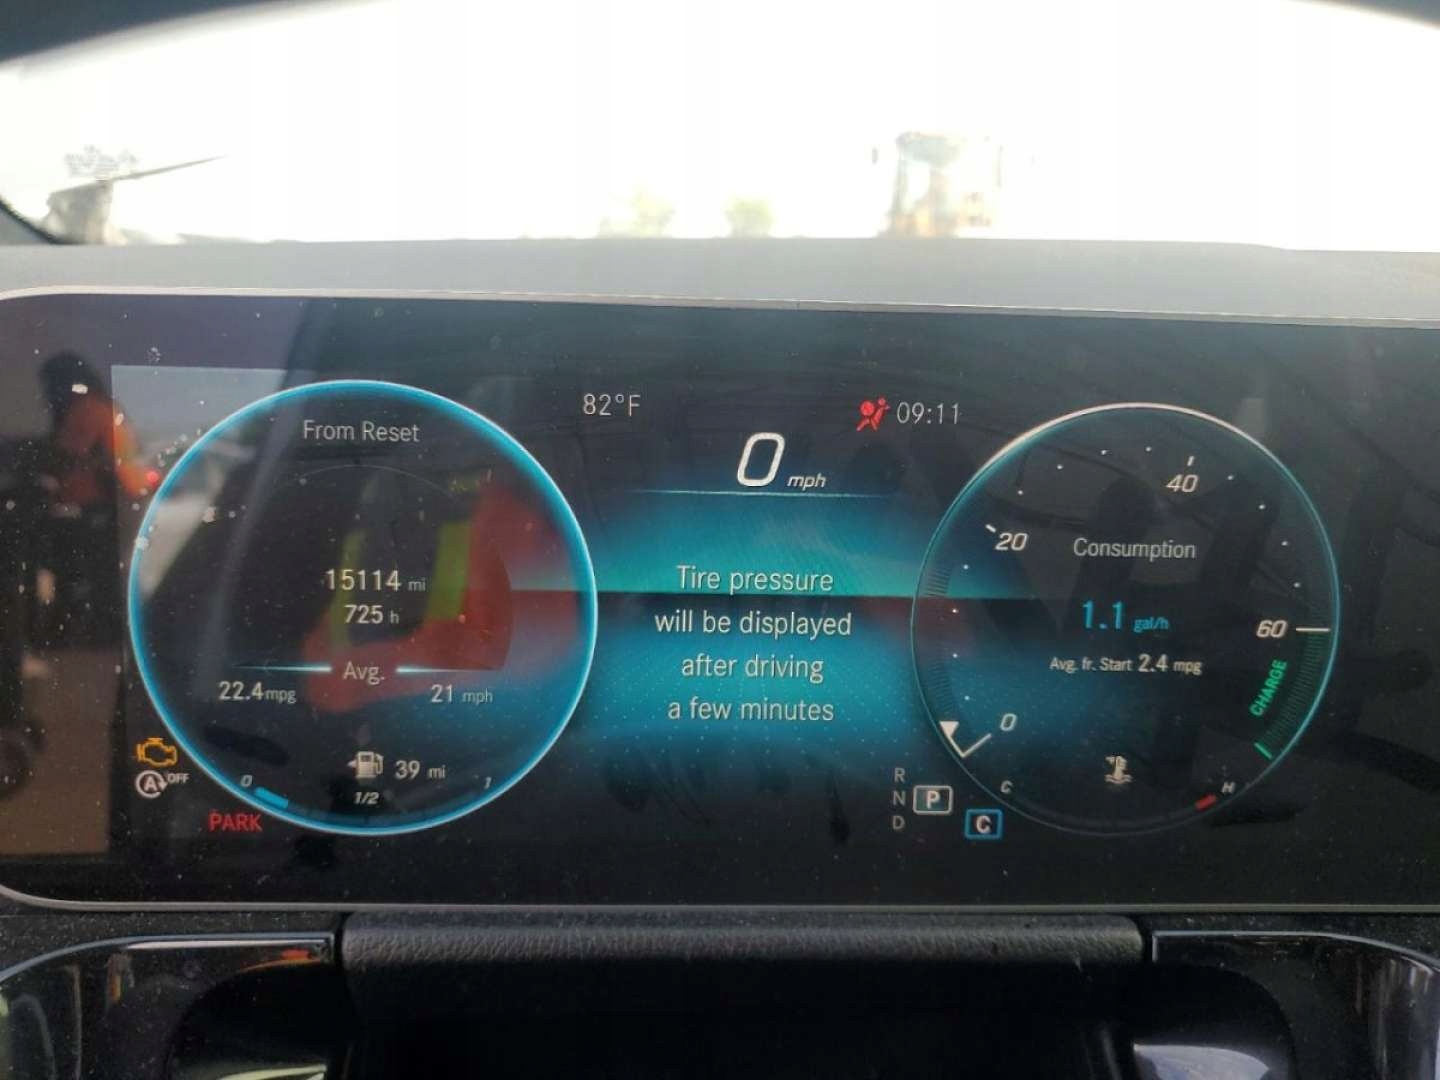 82°F
09:11
0 mph
From Reset
15114 mi
725 h
Avg.
22.4 mpg
21 mph
39 mi
0
1/2
1
OFF
A
PARK
Tire pressure
will be displayed
after driving
a few minutes
R
N P
D
C
40
20
60
0
Consumption
1.1 gal/h
Avg. fr. Start 2.4 mpg
CHARGE
C
H